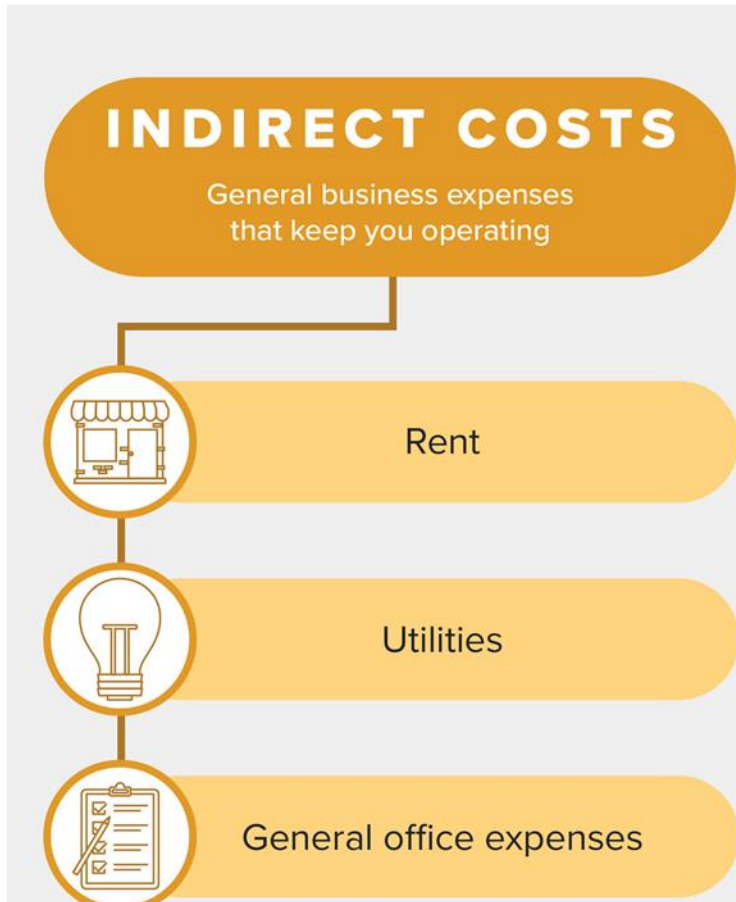 INDIRECT COSTS
General business expenses
that keep you operating
Rent
Utilities
General office expenses